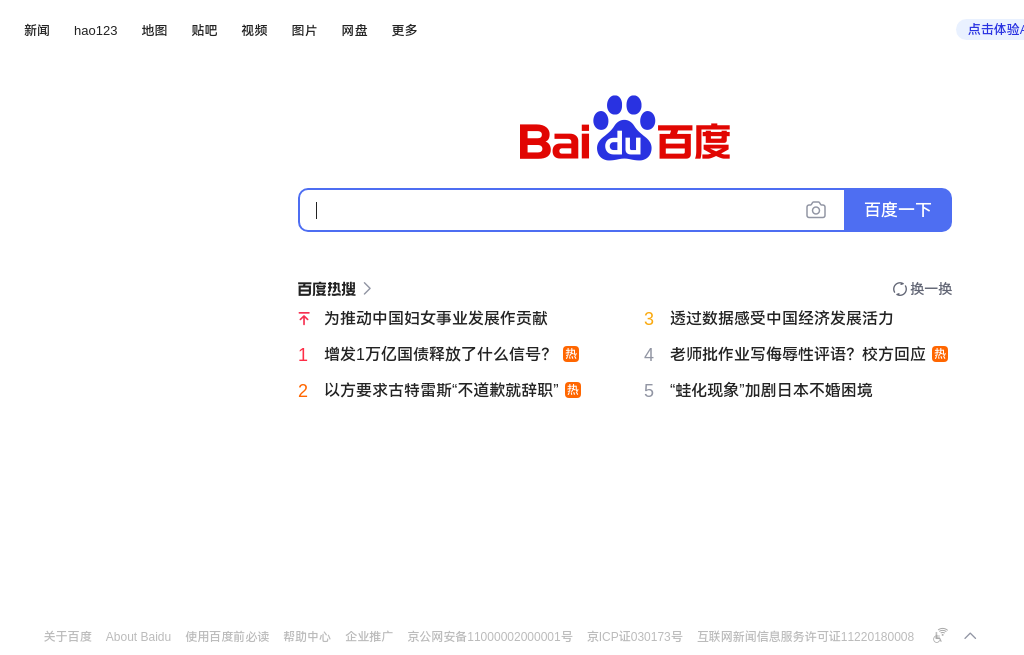 新闻 hao123 地图 贴吧 视频 图片 网盘 更多 点击体验A
Baidu百度
百度一下
百度热搜 换一换
为推动中国妇女事业发展作贡献
3 透过数据感受中国经济发展活力
1 增发1万亿国债释放了什么信号? 热
4 老师批作业写侮辱性评语?校方回应 热
2 以方要求古特雷斯“不道歉就辞职” 热
5 “蛙化现象”加剧日本不婚困境
关于百度 About Baidu 使用百度前必读 帮助中心 企业推广 京公网安备11000002000001号 京ICP证030173号 互联网新闻信息服务许可证11220180008